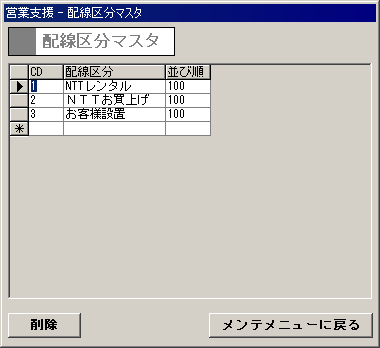 営業支援 - 配線区分マスタ
配線区分マスタ
CD 配線区分 並び順
1 NTTレンタル 100
2 ＮＴＴお買上げ 100
3 お客様設置 100
削除 メンテメニューに戻る